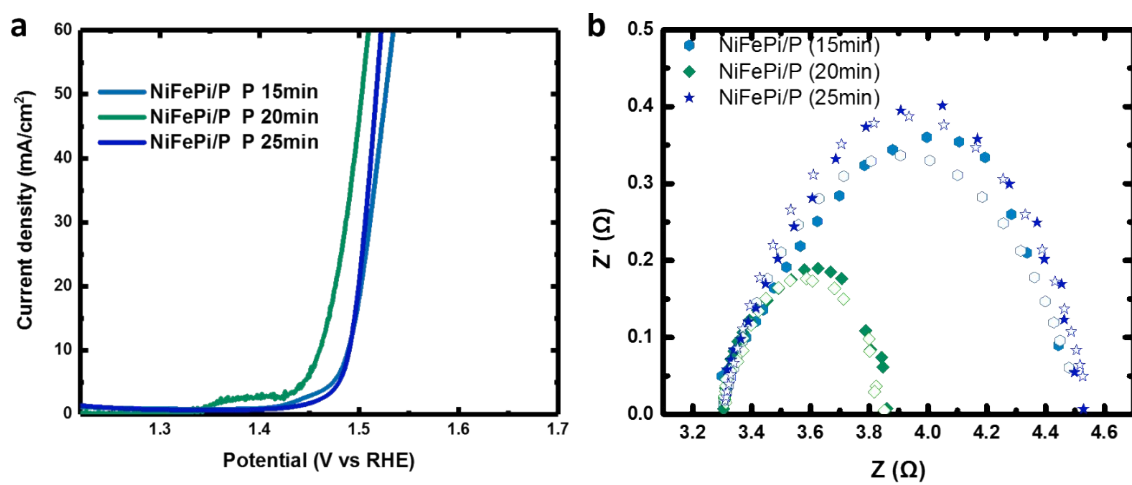 a
60
50
40
30
20
10
0
Current density (mA/cm²)
NiFePi/P P 15min
NiFePi/P P 20min
NiFePi/P P 25min
1.3 1.4 1.5 1.6 1.7
Potential (V vs RHE)
b
0.5
0.4
0.3
0.2
0.1
0.0
Z' (Ω)
NiFePi/P (15min)
NiFePi/P (20min)
NiFePi/P (25min)
3.2 3.4 3.6 3.8 4.0 4.2 4.4 4.6
Z (Ω)